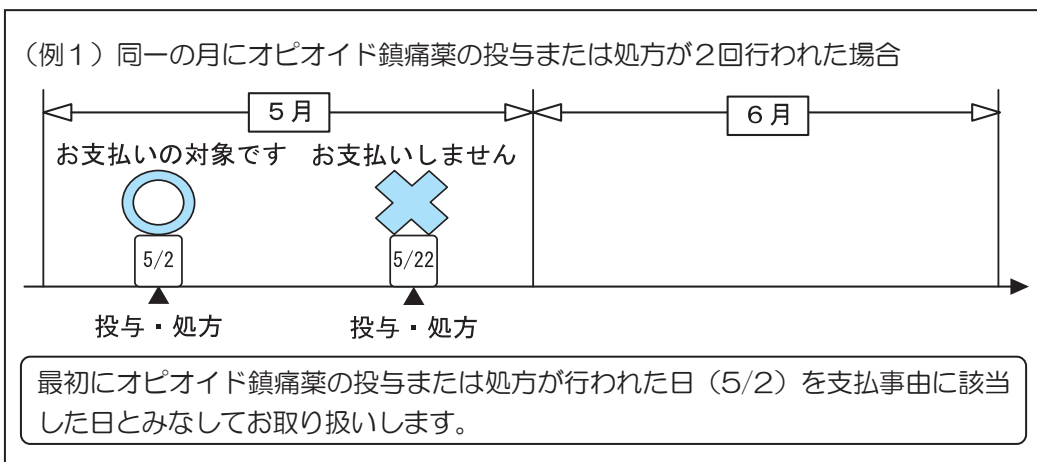 （例１）同一の月にオピオイド鎮痛薬の投与または処方が２回行われた場合
５月
６月
お支払いの対象です
お支払いしません
5/2
5/22
投与・処方
投与・処方
最初にオピオイド鎮痛薬の投与または処方が行われた日（5/2）を支払事由に該当
した日とみなしてお取り扱いします。